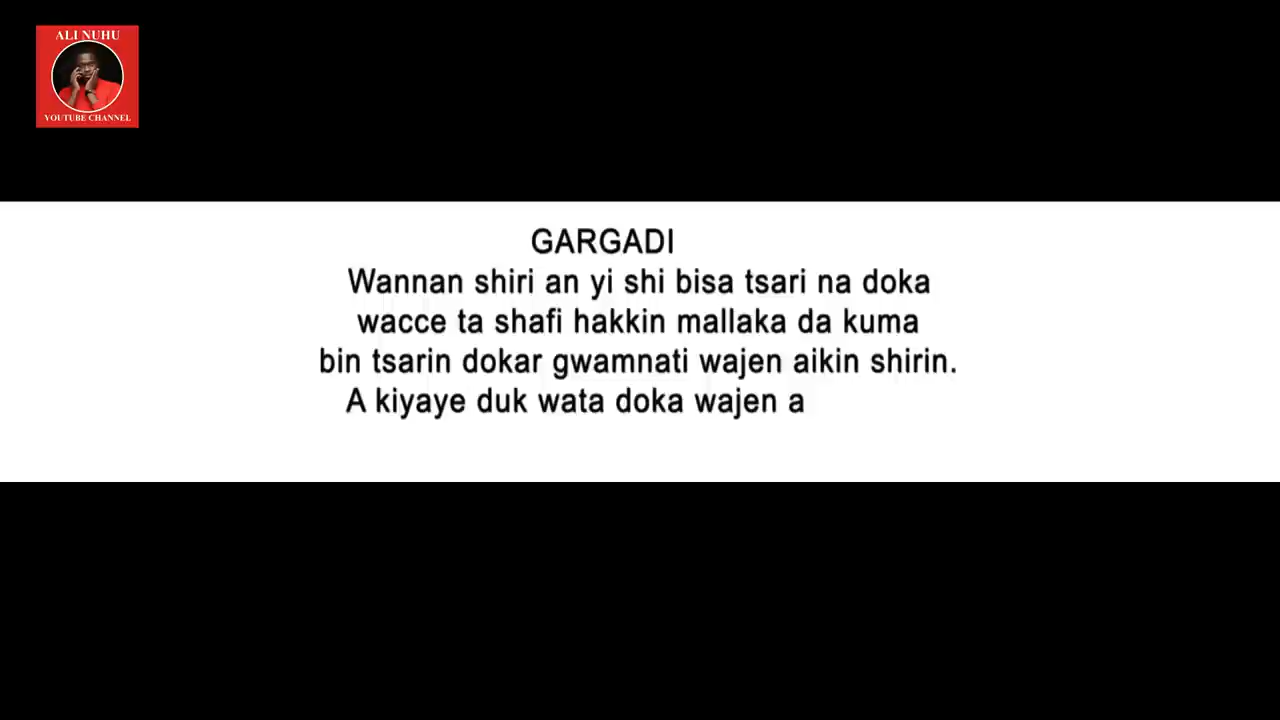 ALI NUHU
YOUTUBE CHANNEL
GARGADI
Wannan shiri an yi shi bisa tsari na doka
wacce ta shafi hakkin mallaka da kuma
bin tsarin dokar gwamnati wajen aikin shirin.
A kiyaye duk wata doka wajen a